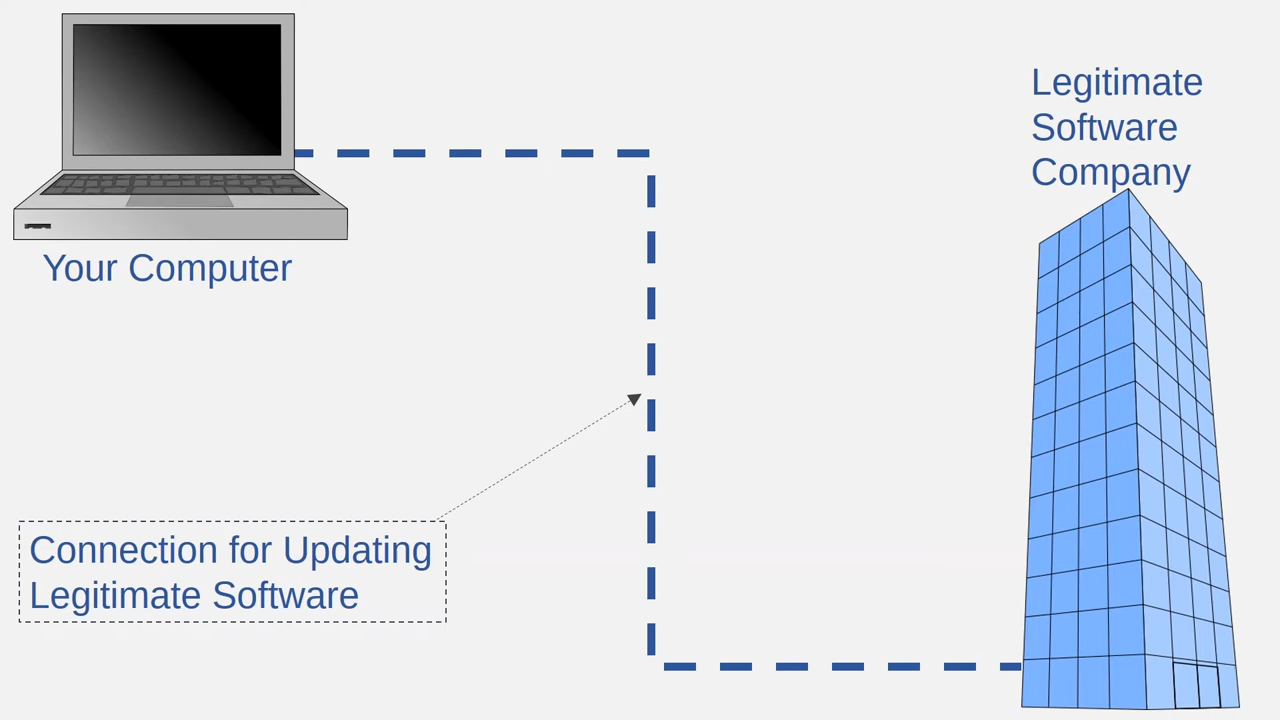 Legitimate
Software
Company
Your Computer
Connection for Updating
Legitimate Software